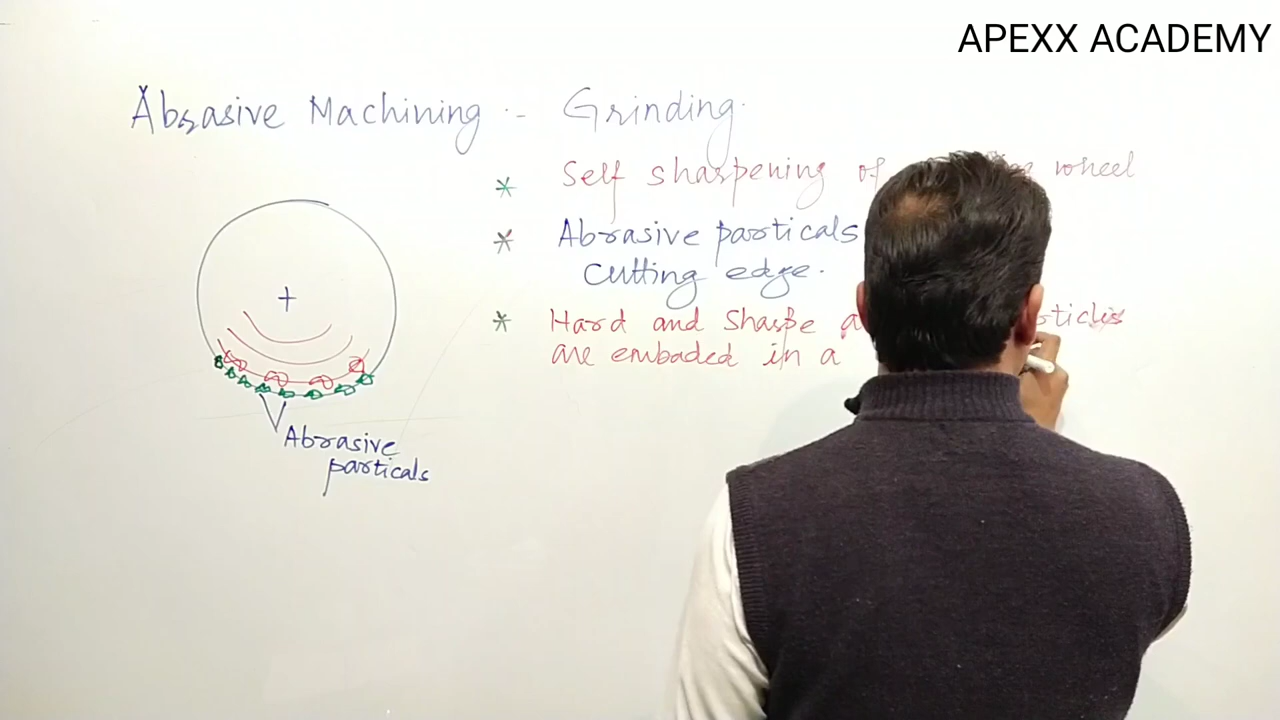 APEXX ACADEMY
Abrasive Machining :- Grinding.
* Self sharpening of wheel
* Abrasive particals
cutting edge.
* Hard and Sharpe
are embaded in a
Abrasive
particals